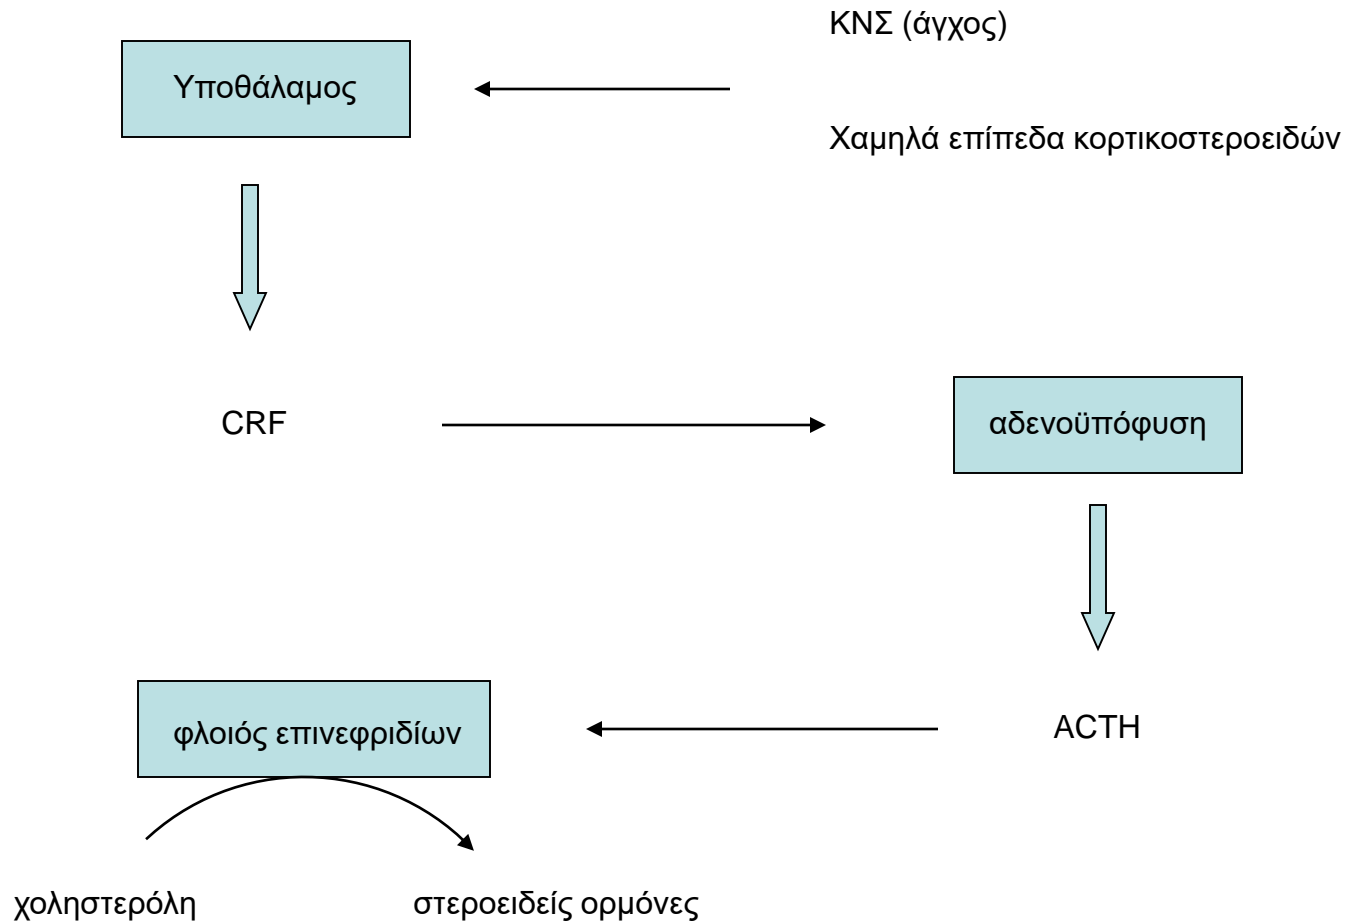 ΚΝΣ (άγχος)
Υποθάλαμος
Χαμηλά επίπεδα κορτικοστεροειδών
CRF
αδενοϋπόφυση
ACTH
φλοιός επινεφριδίων
χοληστερόλη
στεροειδείς ορμόνες